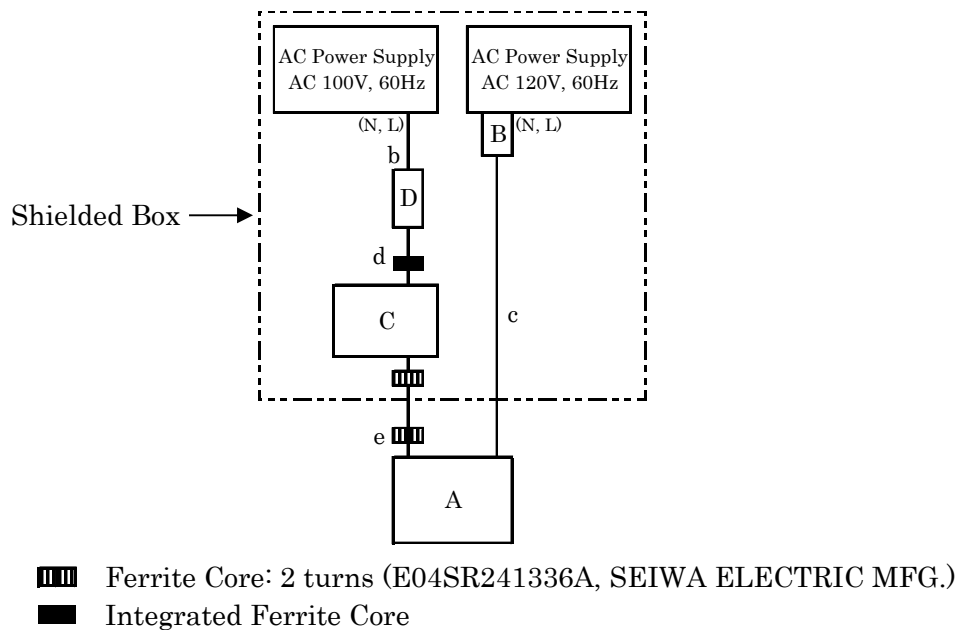 AC Power Supply
AC 100V, 60Hz
AC Power Supply
AC 120V, 60Hz
(N, L)
B
(N, L)
b
D
Shielded Box
d
C
c
e
A
Ferrite Core: 2 turns (E04SR241336A, SEIWA ELECTRIC MFG.)
Integrated Ferrite Core